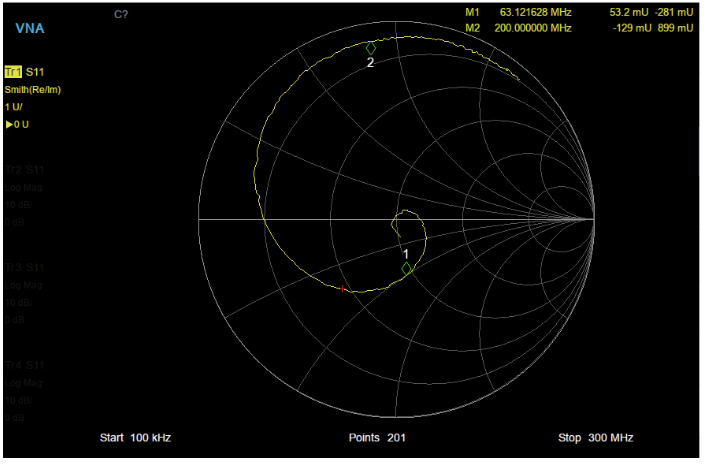 C?
M1 63.121628 MHz 53.2 mU -281 mU
VNA
M2 200.000000 MHz -129 mU 899 mU
2
Tr1 S11
Smith(Re/Im)
1 U/
▶0 U
Tr2 S11
Log Mag
10 dB/
0 dB
1
Tr3 S11
Log Mag
10 dB/
0 dB
Tr4 S11
Log Mag
10 dB/
0 dB
Start 100 kHz Points 201 Stop 300 MHz